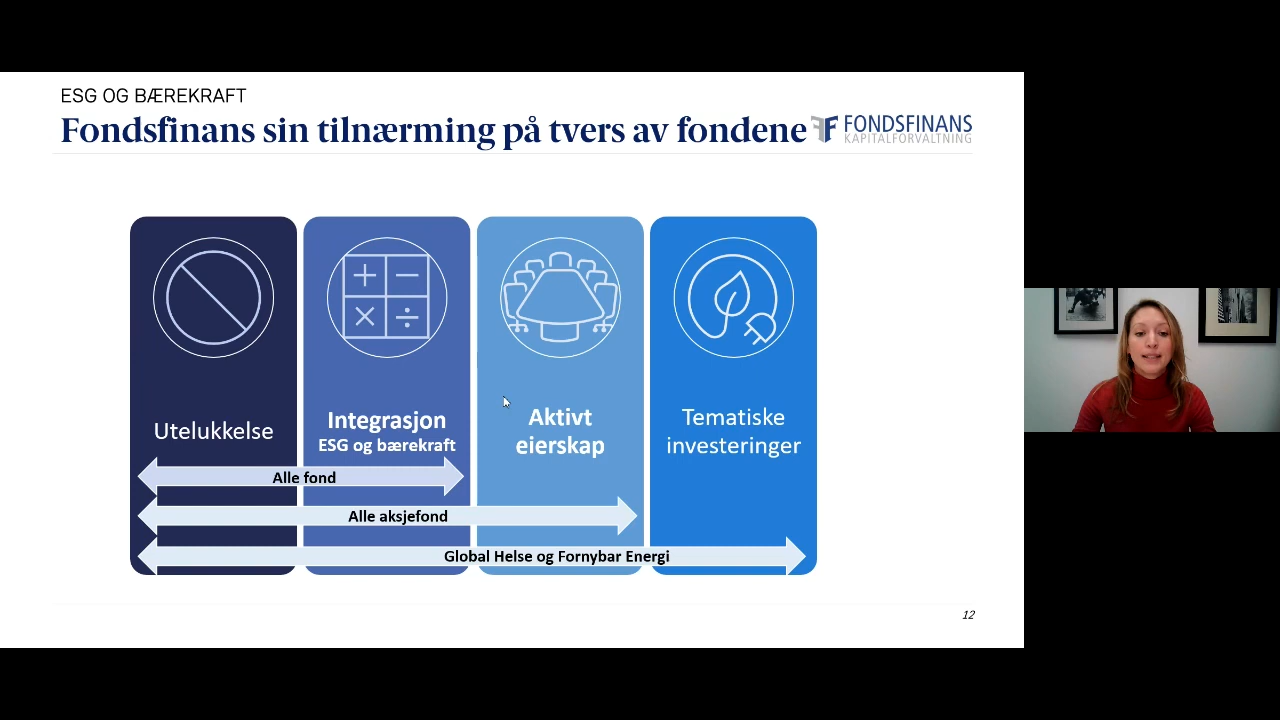 ESG OG BÆREKRAFT
Fondsfinans sin tilnærming på tvers av fondene
FONDSFINANS
KAPITALFORVALTNING
Utelukkelse
Integrasjon
ESG og bærekraft
Aktivt
eierskap
Tematiske
investeringer
Alle fond
Alle aksjefond
Global Helse og Fornybar Energi
12